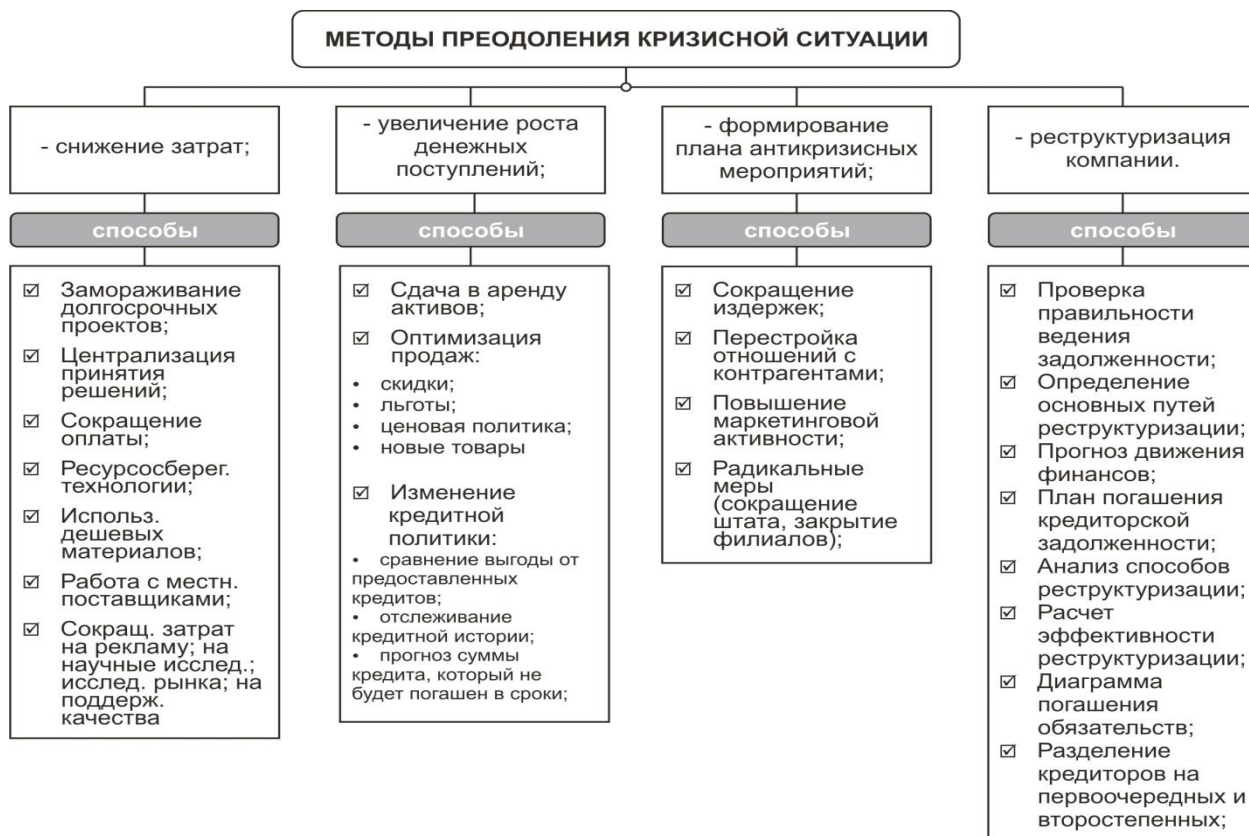 МЕТОДЫ ПРЕОДОЛЕНИЯ КРИЗИСНОЙ СИТУАЦИИ
- снижение затрат;
способы
Замораживание
долгосрочных
проектов;
Централизация
принятия
решений;
Сокращение
оплаты;
Ресурсосберег.
технологии;
Использ.
дешевых
материалов;
Работа с местн.
поставщиками;
Сокращ. затрат
на рекламу; на
научные исслед.;
исслед. рынка; на
поддерж.
качества
- увеличение роста
денежных
поступлений;
способы
Сдача в аренду
активов;
Оптимизация
продаж:
• скидки;
• льготы;
• ценовая политика;
• новые товары
Изменение
кредитной
политики:
• сравнение выгоды от
предоставленных
кредитов;
• отслеживание
кредитной истории;
• прогноз суммы
кредита, который не
будет погашен в сроки;
- формирование
плана антикризисных
мероприятий;
способы
Сокращение
издержек;
Перестройка
отношений с
контрагентами;
Повышение
маркетинговой
активности;
Радикальные
меры
(сокращение
штата, закрытие
филиалов);
- реструктуризация
компании.
способы
Проверка
правильности
ведения
задолженности;
Определение
основных путей
реструктуризации;
Прогноз движения
финансов;
План погашения
кредиторской
задолженности;
Анализ способов
реструктуризации;
Расчет
эффективности
реструктуризации;
Диаграмма
погашения
обязательств;
Разделение
кредиторов на
первоочередных и
второстепенных;